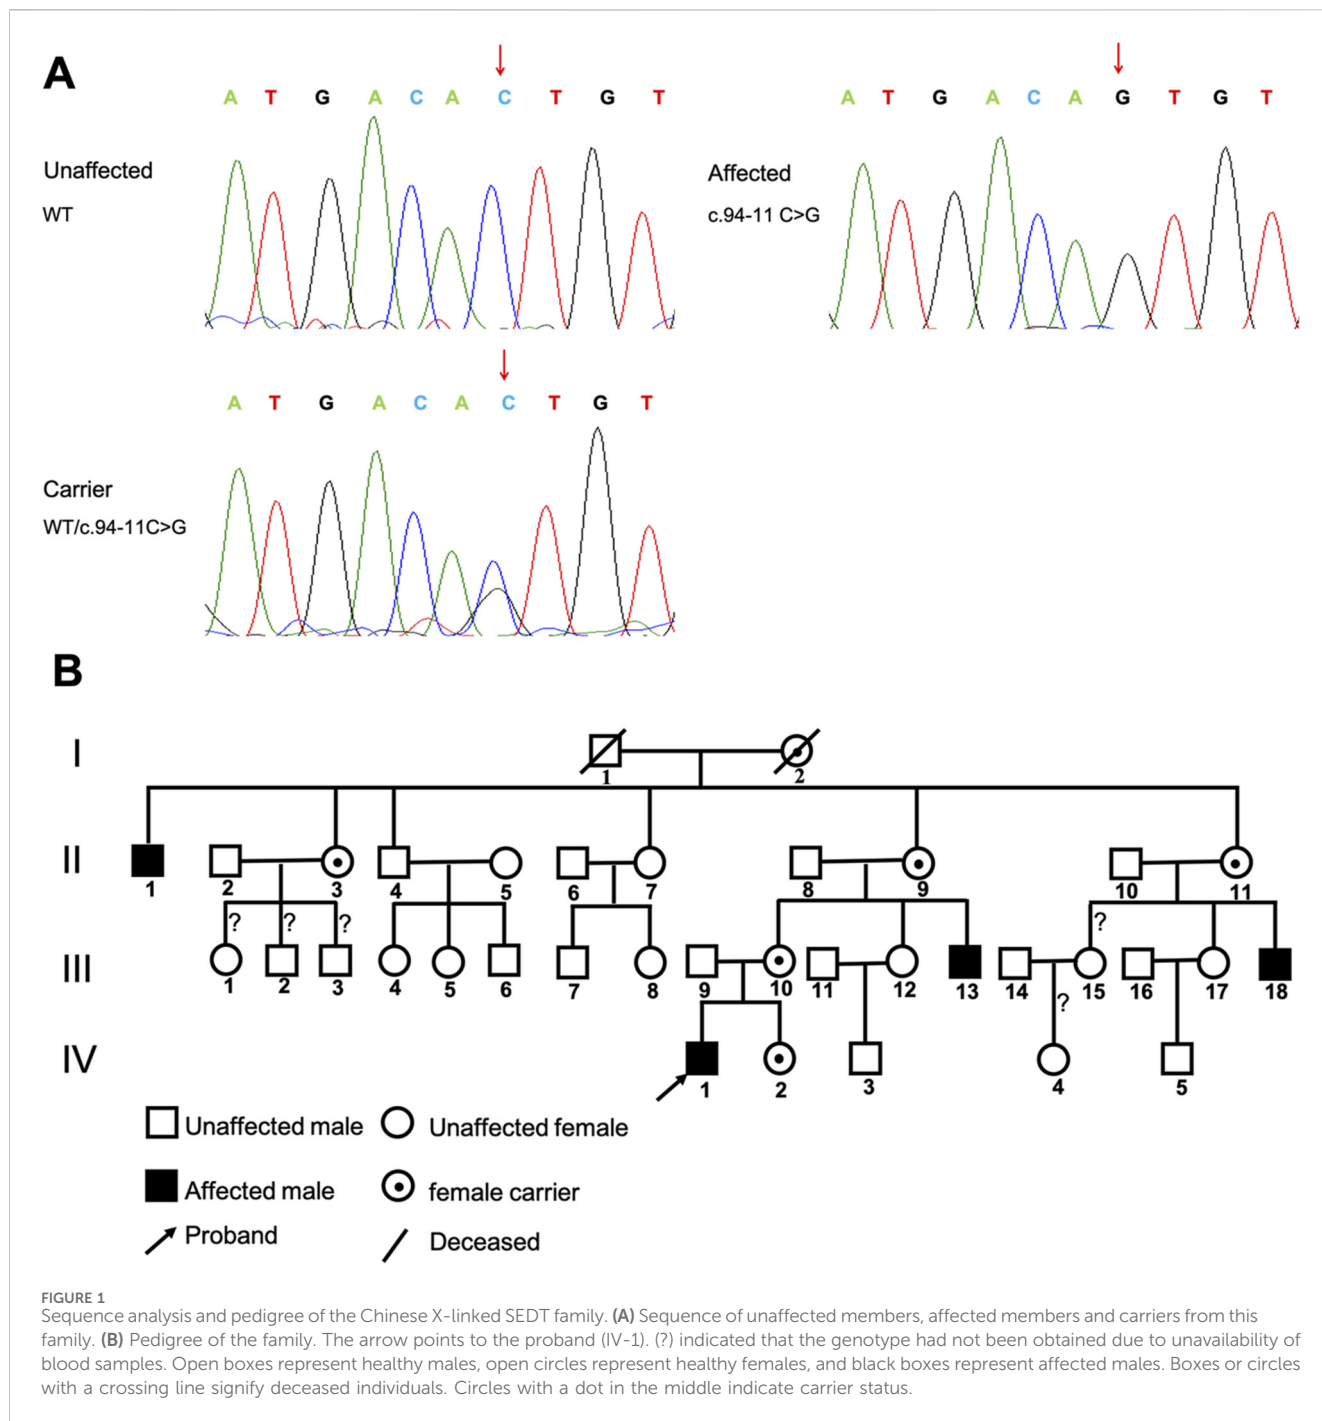 A
A T G A C A C T G T
A T G A C A G T G T
Unaffected
WT
Affected
c.94-11 C>G
A T G A C A C T G T
Carrier
WT/c.94-11C>G
B
I
1 2
II
1 2 3 4 5 6 7 8 9 10 11
? ? ? ?
III
1 2 3 4 5 6 7 8 9 10 11 12 13 14 15 16 17 18
?
IV
1 2 3 4 5
Unaffected male Unaffected female
Affected male female carrier
Proband Deceased
FIGURE 1
Sequence analysis and pedigree of the Chinese X-linked SEDT family. (A) Sequence of unaffected members, affected members and carriers from this
family. (B) Pedigree of the family. The arrow points to the proband (IV-1). (?) indicated that the genotype had not been obtained due to unavailability of
blood samples. Open boxes represent healthy males, open circles represent healthy females, and black boxes represent affected males. Boxes or circles
with a crossing line signify deceased individuals. Circles with a dot in the middle indicate carrier status.